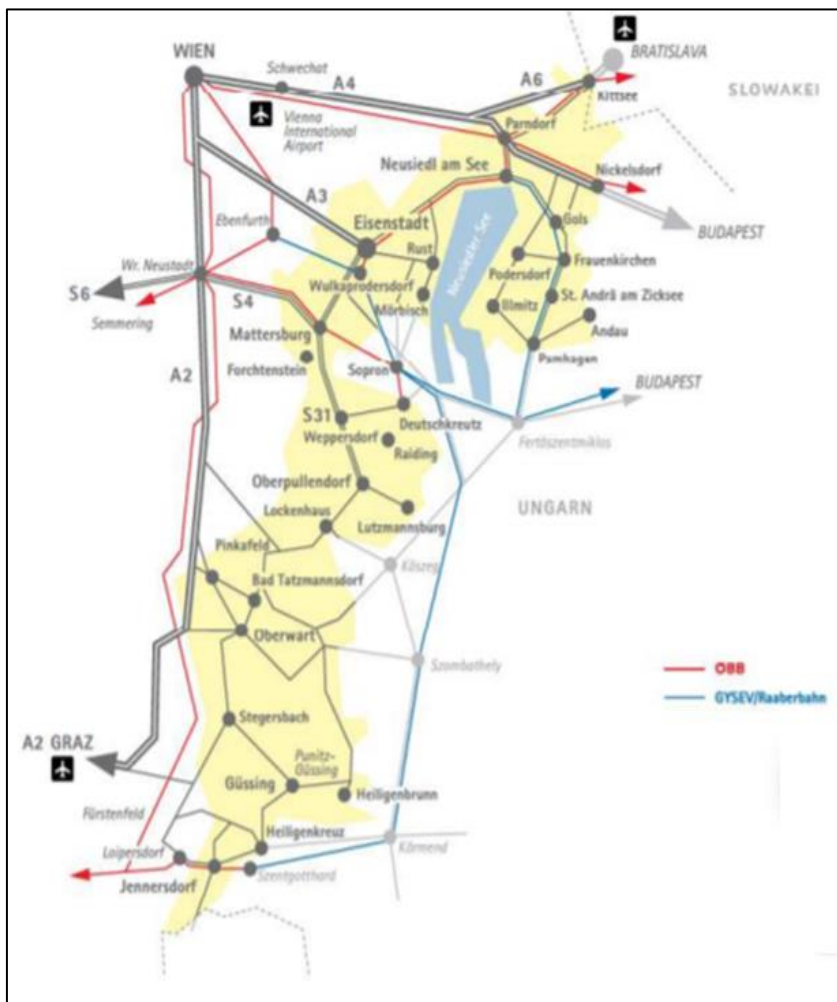 WIEN
Schwechat
A4
A6
BRATISLAVA
Kittsee
SLOWAKEI
Vienna
International
Airport
Parndorf
Neusiedl am See
Nickelsdorf
A3
Ebenfurth
Eisenstadt
Gols
BUDAPEST
Rust
Neusiedler See
Podersdorf
Frauenkirchen
Wr. Neustadt
S6
Semmering
S4
Wulkaprodersdorf
Mörbisch
Illmitz
St. Andrä am Zicksee
Andau
Mattersburg
Pamhagen
Forchtenstein
Sopron
A2
BUDAPEST
S31
Weppersdorf
Deutschkreutz
Fertöszentmiklos
Raiding
Oberpullendorf
UNGARN
Lockenhaus
Lutzmannsburg
Pinkafeld
Köszeg
Bad Tatzmannsdorf
Oberwart
Szombathely
ÖBB
GYSEV/Raaberbahn
Stegersbach
A2 GRAZ
Punitz-
Güssing
Güssing
Heiligenbrunn
Fürstenfeld
Heiligenkreuz
Körmend
Loipersdorf
Jennersdorf
Szentgotthard